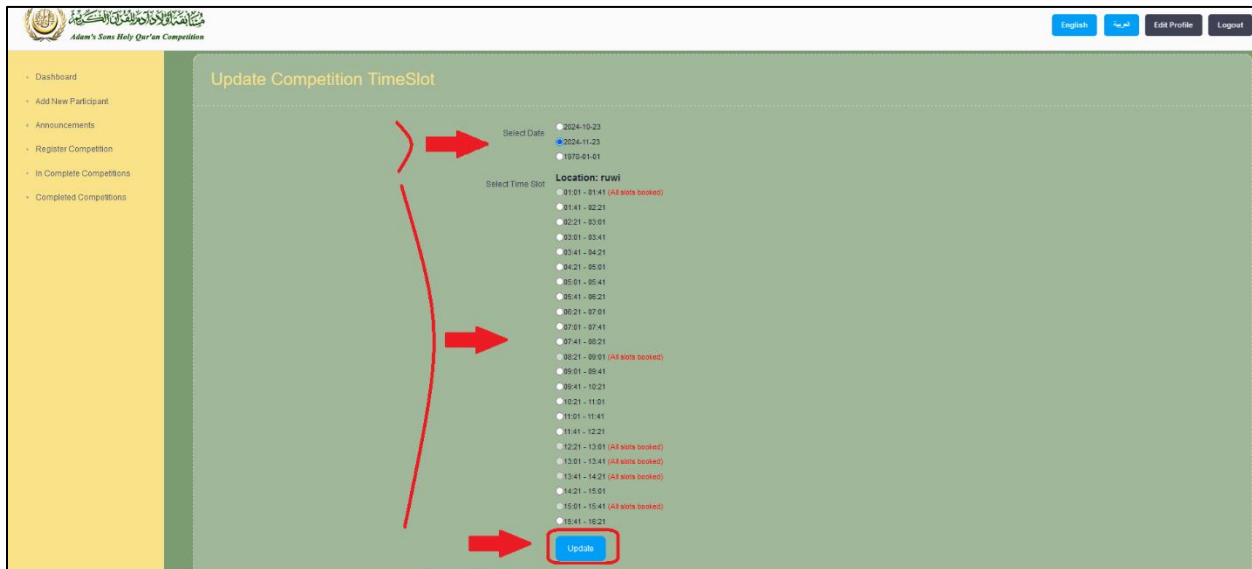 مسابقة أولاد آدم للقرآن الكريم
Adam's Sons Holy Qur'an Competition
English
العربية
Edit Profile
Logout
Dashboard
Add New Participant
Announcements
Register Competition
In Complete Competitions
Completed Competitions
Update Competition TimeSlot
Select Date
2024-10-23
2024-11-23
1970-01-01
Select Time Slot
Location: ruwi
01:01 - 01:41 (All slots booked)
01:41 - 02:21
02:21 - 03:01
03:01 - 03:41
03:41 - 04:21
04:21 - 05:01
05:01 - 05:41
05:41 - 06:21
06:21 - 07:01
07:01 - 07:41
07:41 - 08:21
08:21 - 09:01 (All slots booked)
09:01 - 09:41
09:41 - 10:21
10:21 - 11:01
11:01 - 11:41
11:41 - 12:21
12:21 - 13:01 (All slots booked)
13:01 - 13:41 (All slots booked)
13:41 - 14:21 (All slots booked)
14:21 - 15:01
15:01 - 15:41 (All slots booked)
15:41 - 16:21
Update